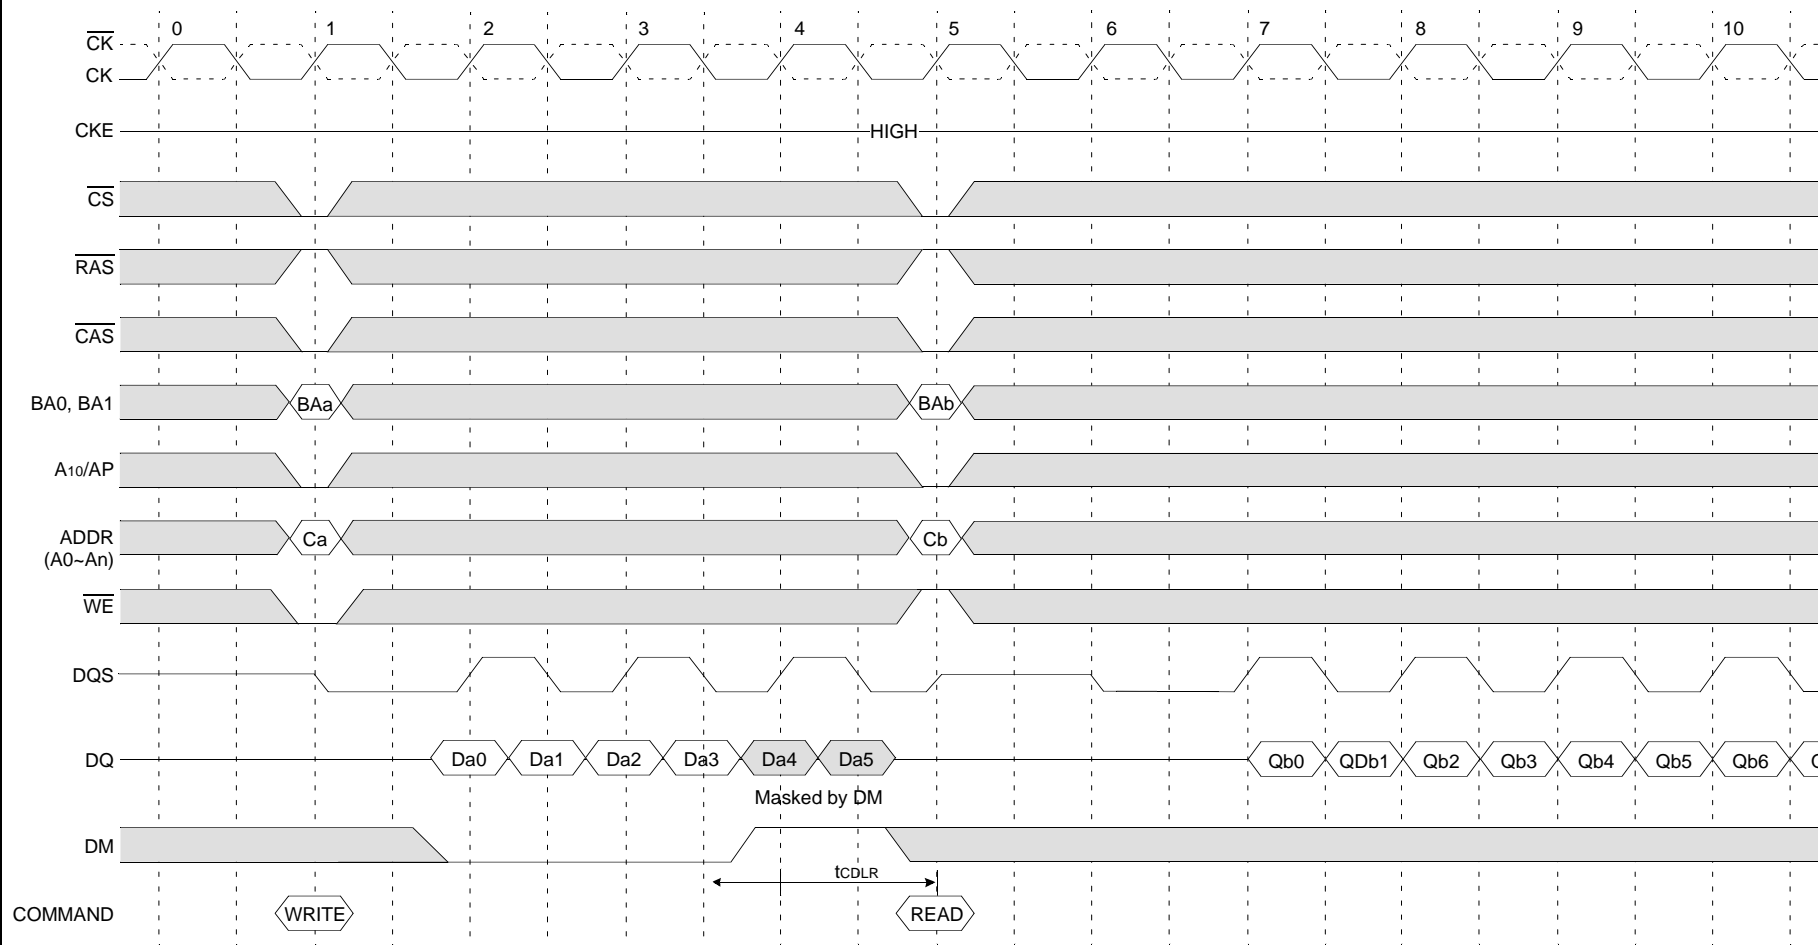 0 1 2 3 4 5 6 7 8 9 10
CK
CK
CKE HIGH
CS
RAS
CAS
BA0, BA1 BAa BAb
A10/AP
ADDR Ca Cb
(A0~An)
WE
DQS
DQ Da0 Da1 Da2 Da3 Da4 Da5 Qb0 QDb1 Qb2 Qb3 Qb4 Qb5 Qb6
Masked by DM
DM
tCDLR
COMMAND WRITE READ